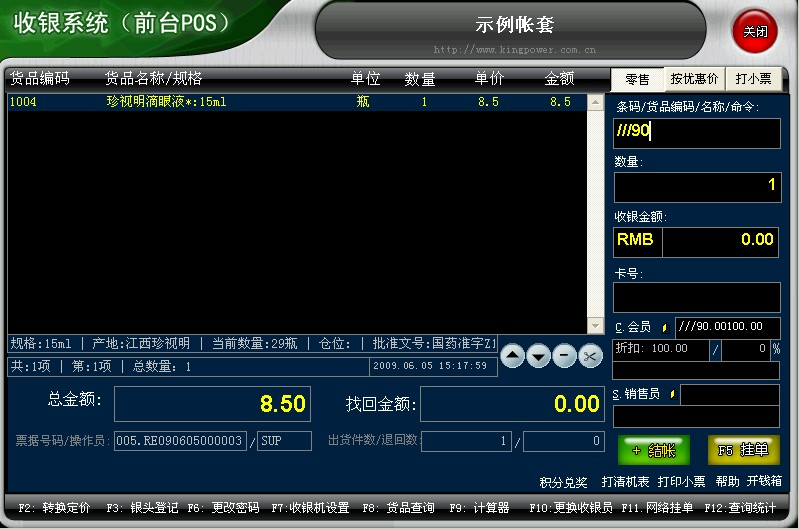 收银系统（前台POS）
示例帐套
http://www.kingpower.com.cn
关闭
货品编码 货品名称/规格 单位 数量 单价 金额
零售 按优惠价 打小票
1004 珍视明滴眼液*:15ml 瓶 1 8.5 8.5
条码/货品编码/名称/命令:
///90
数量:
1
收银金额:
RMB 0.00
卡号:
C.会员 ///90.00100.00
折扣: 100.00 / 0 %
S.销售员
规格:15ml | 产地:江西珍视明 | 当前数量:29瓶 | 仓位: | 批准文号:国药准字Z1
共:1项 | 第:1项 | 总数量: 1 2009.06.05 15:17:59
总金额: 8.50 找回金额: 0.00
票据号码/操作员: 005.RE090605000003 / SUP 出货件数/退回数: 1 / 0
+ 结帐 F5 挂单
积分兑奖 打清机表 打印小票 帮助 开钱箱
F2: 转换定价 F3: 银头登记 F6: 更改密码 F7:收银机设置 F8: 货品查询 F9: 计算器 F10:更换收银员 F11.网络挂单 F12:查询统计